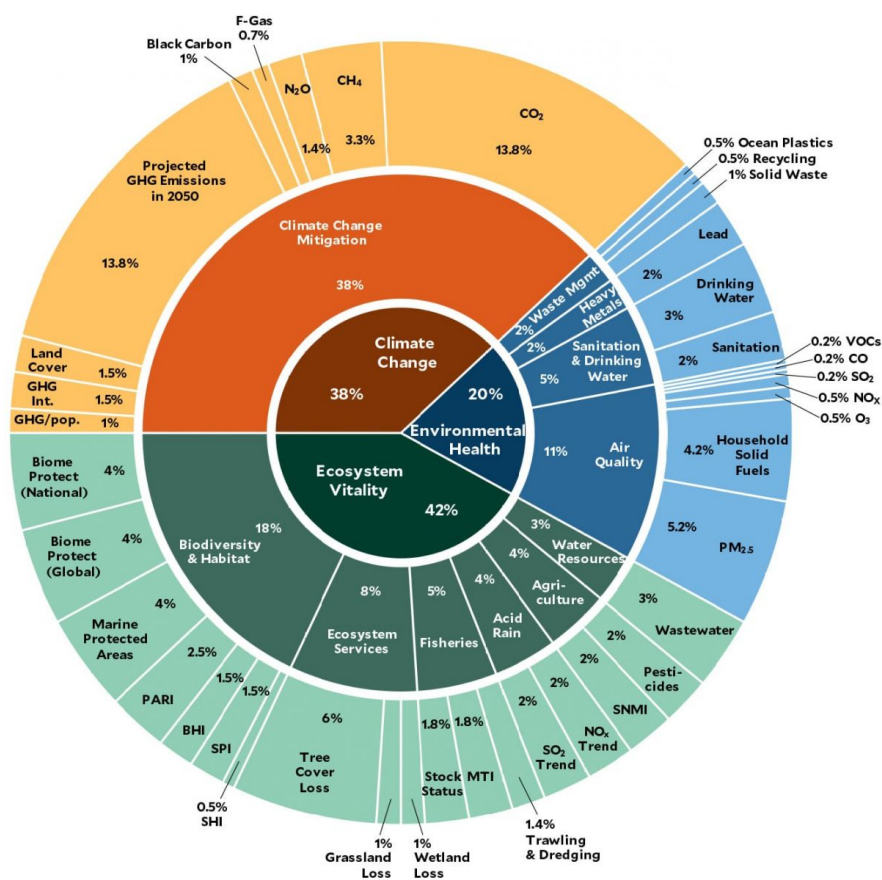 F-Gas
0.7%
Black Carbon
1%
N₂O
1.4%
CH₄
3.3%
CO₂
13.8%
Projected
GHG Emissions
in 2050
13.8%
Land
Cover
1.5%
GHG
Int.
1.5%
GHG/pop.
1%
0.5% Ocean Plastics
0.5% Recycling
1% Solid Waste
Lead
2%
Drinking
Water
3%
Sanitation
2%
0.2% VOCs
0.2% CO
0.2% SO₂
0.5% NOₓ
0.5% O₃
Household
Solid
Fuels
4.2%
5.2%
PM₂.₅
Climate Change
Mitigation
38%
Waste Mgmt
2%
Heavy
Metals
2%
Sanitation
& Drinking
Water
5%
Air
Quality
11%
Climate
Change
38%
20%
Environmental
Health
Ecosystem
Vitality
42%
18%
Biodiversity
& Habitat
8%
Ecosystem
Services
5%
Fisheries
4%
Acid
Rain
4%
Agri-
culture
3%
Water
Resources
Biome
Protect
(National)
4%
Biome
Protect
(Global)
4%
4%
Marine
Protected
Areas
2.5%
PARI
1.5%
BHI
1.5%
SPI
0.5%
SHI
6%
Tree
Cover
Loss
1%
Grassland
Loss
1%
Wetland
Loss
1.8%
Stock
Status
1.8%
MTI
1.4%
Trawling
& Dredging
2%
SO₂
Trend
2%
NOₓ
Trend
2%
SNMI
2%
Pesti-
cides
3%
Wastewater